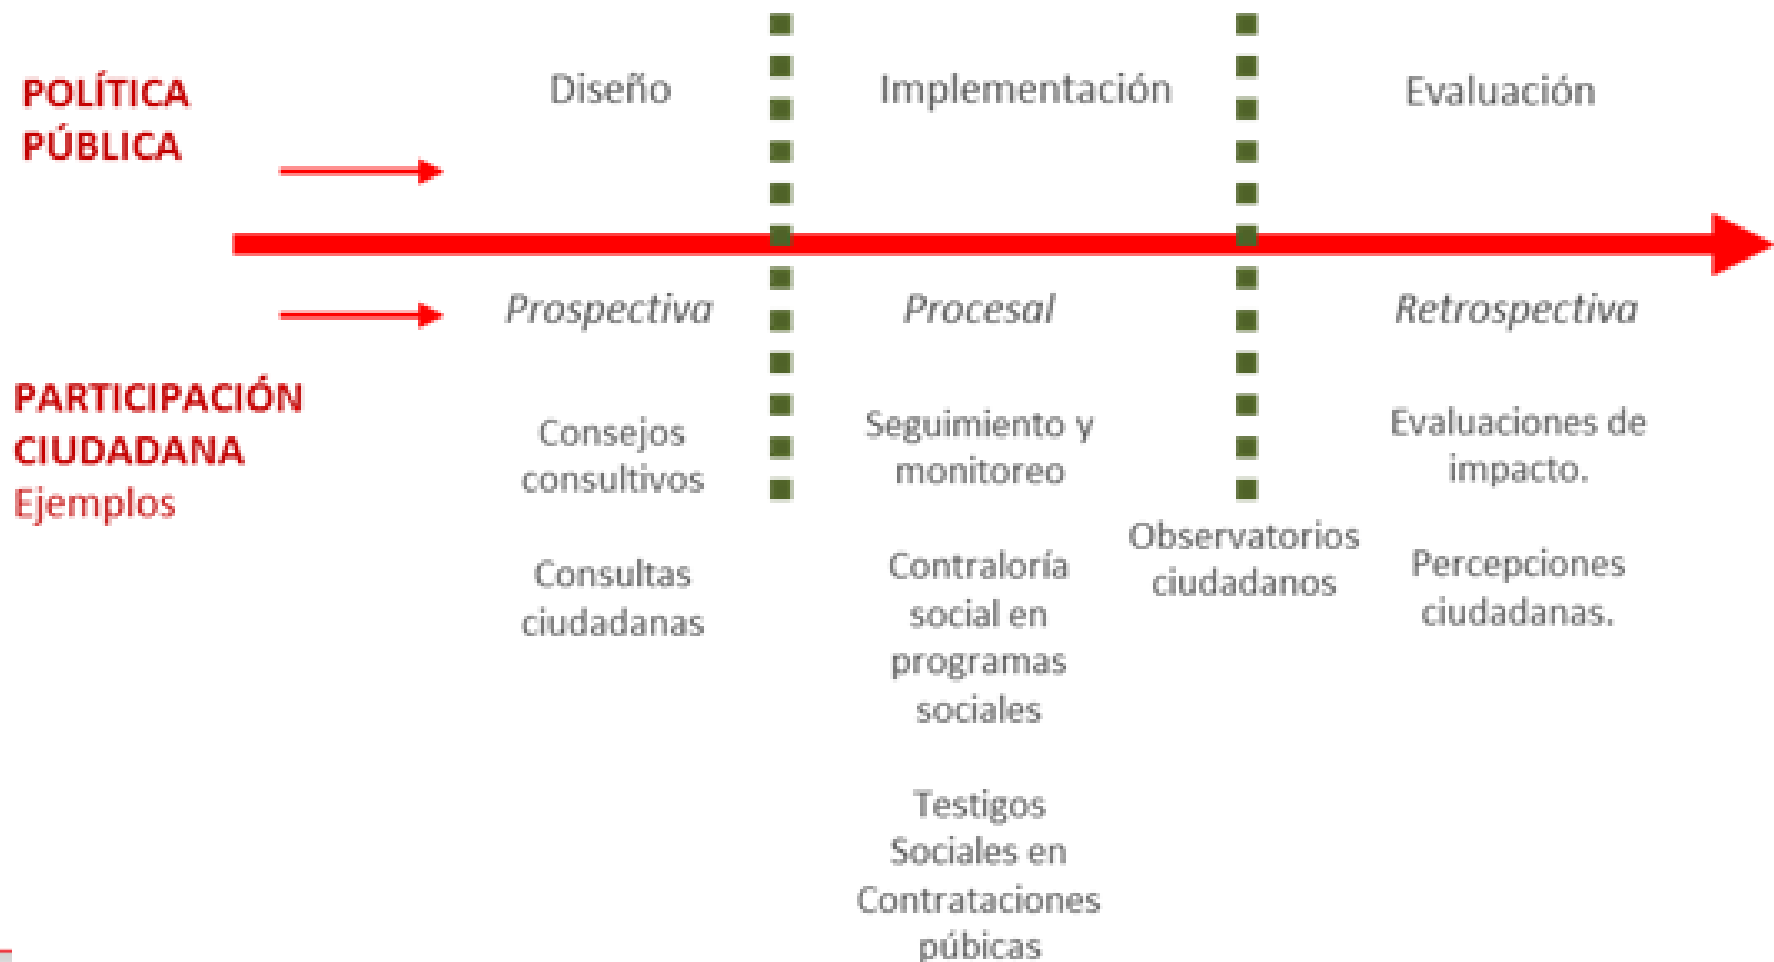 POLÍTICA
PÚBLICA
Diseño
Implementación
Evaluación
Prospectiva
Procesal
Retrospectiva
PARTICIPACIÓN
CIUDADANA
Ejemplos
Consejos
consultivos
Consultas
ciudadanas
Seguimiento y
monitoreo
Contraloría
social en
programas
sociales
Testigos
Sociales en
Contrataciones
púbicas
Observatorios
ciudadanos
Evaluaciones de
impacto.
Percepciones
ciudadanas.